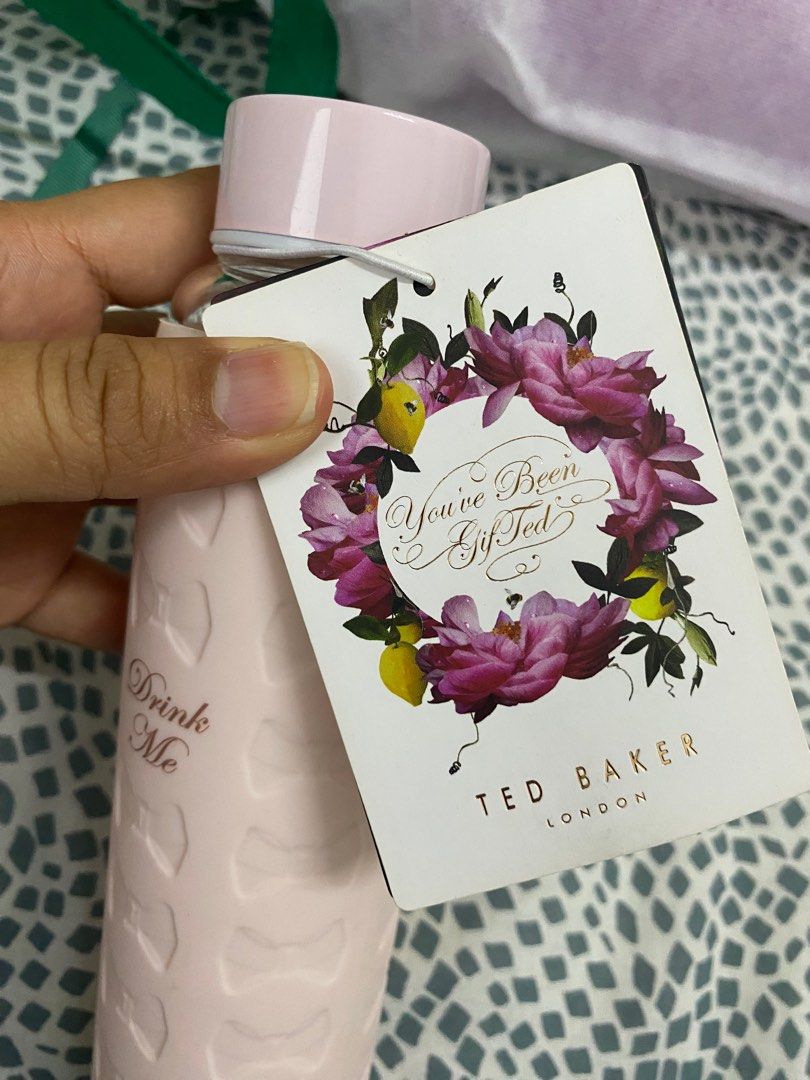 You've Been
GifTed
TED BAKER
LONDON
Drink
Me